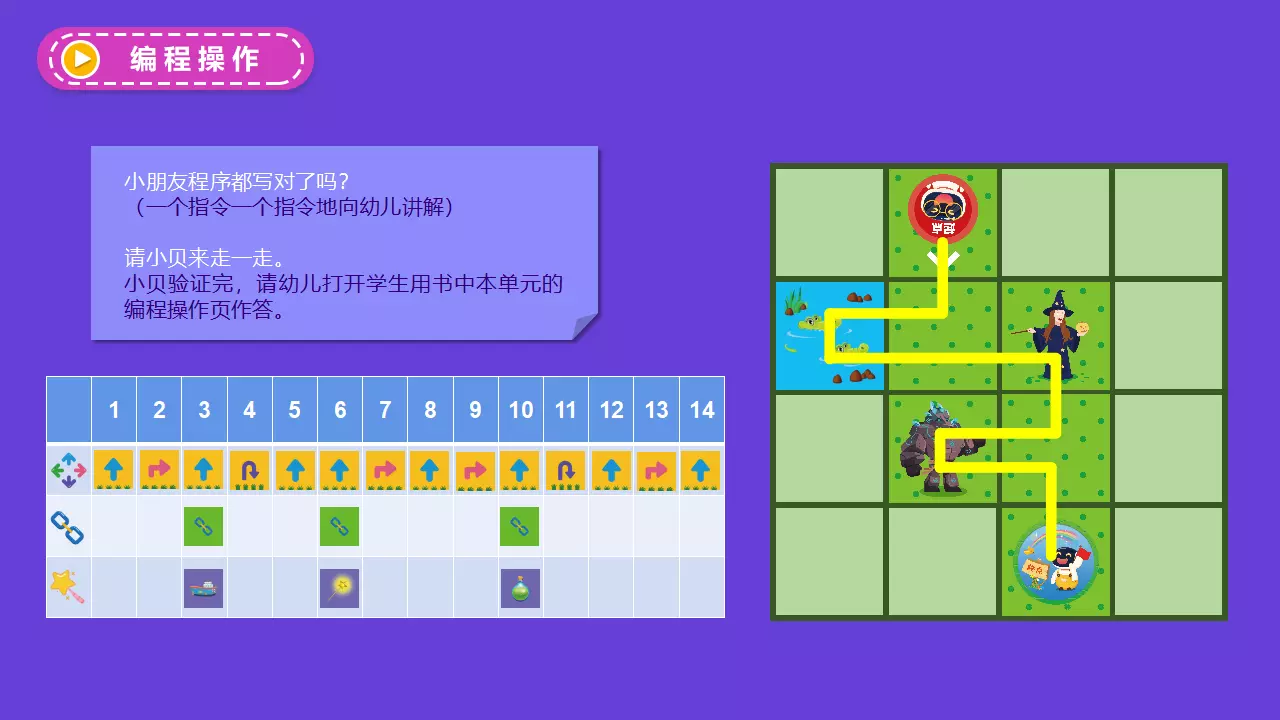 编程操作
小朋友程序都写对了吗？
（一个指令一个指令地向幼儿讲解）
请小贝来走一走。
小贝验证完，请幼儿打开学生用书中本单元的
编程操作页作答。
1 2 3 4 5 6 7 8 9 10 11 12 13 14
起点
终点